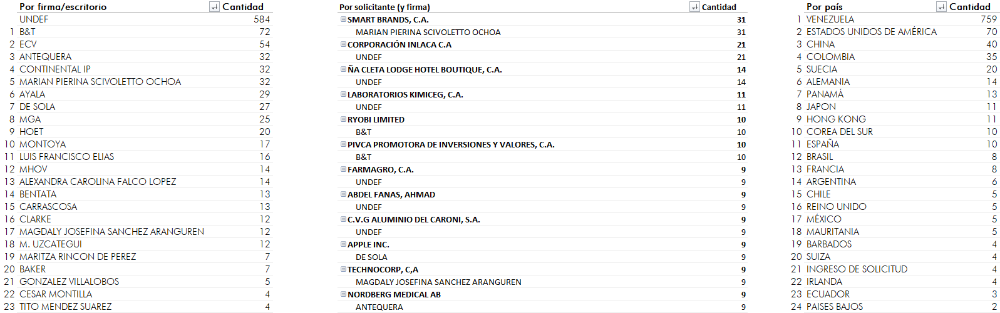 Por firma/escritorio Cantidad
UNDEF 584
1 B&T 72
2 ECV 54
3 ANTEQUERA 32
4 CONTINENTAL IP 32
5 MARIAN PIERINA SCIVOLETTO OCHOA 32
6 AYALA 29
7 DE SOLA 27
8 MGA 25
9 HOET 20
10 MONTOYA 17
11 LUIS FRANCISCO ELIAS 16
12 MHOV 14
13 ALEXANDRA CAROLINA FALCO LOPEZ 14
14 BENTATA 13
15 CARRASCOSA 13
16 CLARKE 12
17 MAGDALY JOSEFINA SANCHEZ ARANGUREN 12
18 M. UZCATEGUI 12
19 MARITZA RINCON DE PEREZ 7
20 BAKER 7
21 GONZALEZ VILLALOBOS 5
22 CESAR MONTILLA 4
23 TITO MENDEZ SUAREZ 4
Por solicitante (y firma) Cantidad
SMART BRANDS, C.A. 31
MARIAN PIERINA SCIVOLETTO OCHOA 31
CORPORACIÓN INLACA C.A 21
UNDEF 21
ÑA CLETA LODGE HOTEL BOUTIQUE, C.A. 14
UNDEF 14
LABORATORIOS KIMICEG, C.A. 11
UNDEF 11
RYOBI LIMITED 10
B&T 10
PIVCA PROMOTORA DE INVERSIONES Y VALORES, C.A. 10
B&T 10
FARMAGRO, C.A. 9
UNDEF 9
ABDEL FANAS, AHMAD 9
UNDEF 9
C.V.G ALUMINIO DEL CARONI, S.A. 9
UNDEF 9
APPLE INC. 9
DE SOLA 9
TECHNOCORP, C,A 9
MAGDALY JOSEFINA SANCHEZ ARANGUREN 9
NORDBERG MEDICAL AB 9
ANTEQUERA 9
Por país Cantidad
1 VENEZUELA 759
2 ESTADOS UNIDOS DE AMÉRICA 70
3 CHINA 40
4 COLOMBIA 35
5 SUECIA 20
6 ALEMANIA 14
7 PANAMÁ 13
8 JAPON 11
9 HONG KONG 11
10 COREA DEL SUR 10
11 ESPAÑA 10
12 BRASIL 8
13 FRANCIA 8
14 ARGENTINA 6
15 CHILE 5
16 REINO UNIDO 5
17 MÉXICO 5
18 MAURITANIA 5
19 BARBADOS 4
20 SUIZA 4
21 INGRESO DE SOLICITUD 4
22 IRLANDA 4
23 ECUADOR 3
24 PAISES BAJOS 2